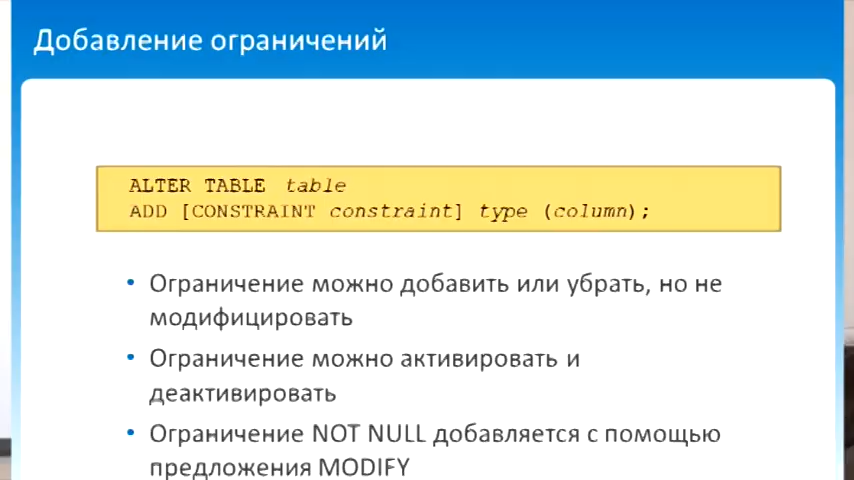 Добавление ограничений
ALTER TABLE table
ADD [CONSTRAINT constraint] type (column);
• Ограничение можно добавить или убрать, но не
модифицировать
• Ограничение можно активировать и
деактивировать
• Ограничение NOT NULL добавляется с помощью
предложения MODIFY